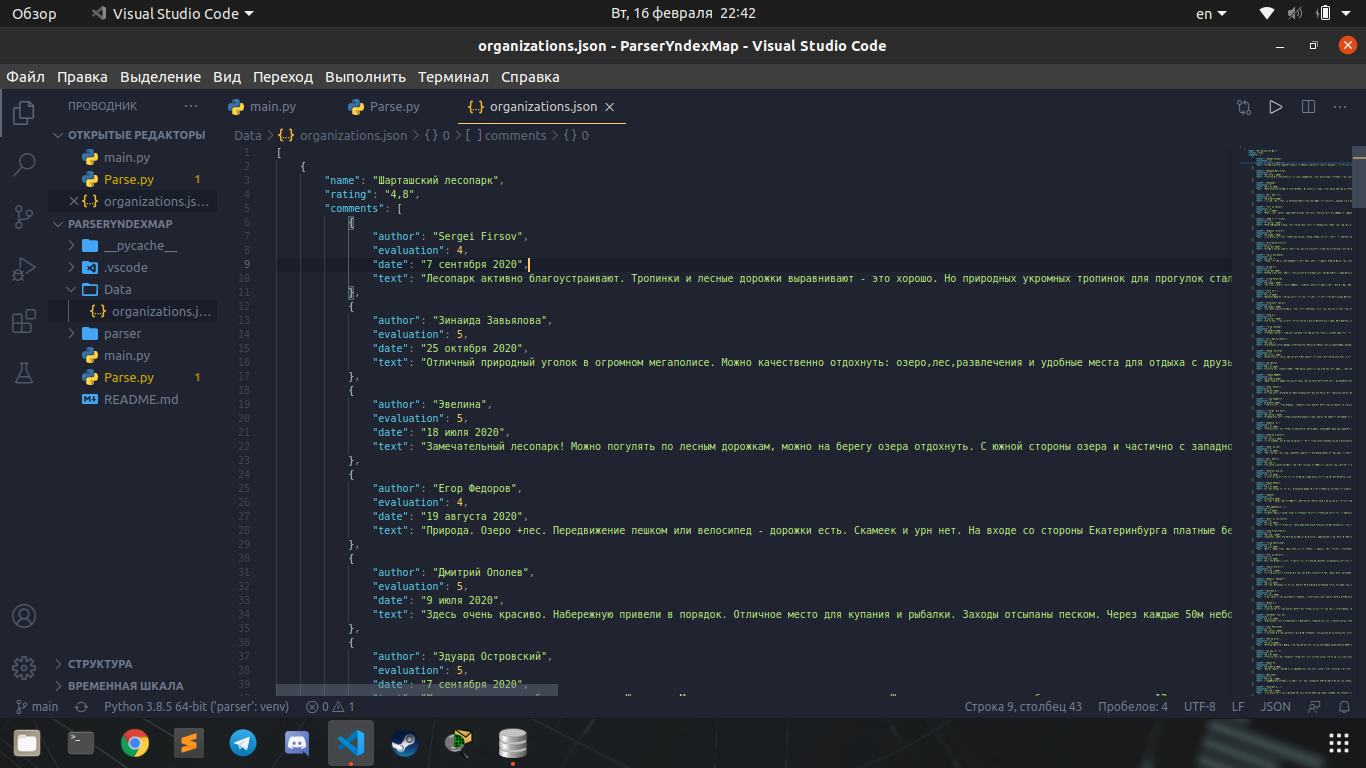 Обзор
Visual Studio Code
Вт, 16 февраля 22:42
en
organizations.json - ParserYndexMap - Visual Studio Code
Файл Правка Выделение Вид Переход Выполнить Терминал Справка
ПРОВОДНИК
main.py
Parse.py
organizations.json
ОТКРЫТЫЕ РЕДАКТОРЫ
main.py
Parse.py 1
organizations.js...
PARSERYNDEXMAP
__pycache__
.vscode
Data
organizations.j...
parser
main.py
Parse.py 1
README.md
СТРУКТУРА
ВРЕМЕННАЯ ШКАЛА
Data > organizations.json > { } 0 > [ ] comments > { } 0
1 [
2 {
3 "name": "Шарташский лесопарк",
4 "rating": "4,8",
5 "comments": [
6 {
7 "author": "Sergei Firsov",
8 "evaluation": 4,
9 "date": "7 сентября 2020",
10 "text": "Лесопарк активно благоустраивают. Тропинки и лесные дорожки выравнивают - это хорошо. Но природных укромных тропинок для прогулок стал
11 },
12 {
13 "author": "Зинаида Завьялова",
14 "evaluation": 5,
15 "date": "25 октября 2020",
16 "text": "Отличный природный уголок в огромном мегаполисе. Можно качественно отдохнуть: озеро,лес,развлечения и удобные места для отдыха с друзь
17 },
18 {
19 "author": "Эвелина",
20 "evaluation": 5,
21 "date": "18 июля 2020",
22 "text": "Замечательный лесопарк! Можно погулять по лесным дорожкам, можно на берегу озера отдохнуть. С южной стороны озера и частично с западно
23 },
24 {
25 "author": "Егор Федоров",
26 "evaluation": 4,
27 "date": "19 августа 2020",
28 "text": "Природа. Озеро +лес. Передвижение пешком или велосипед - дорожки есть. Скамеек и урн нет. На входе со стороны Екатеринбурга платные бе
29 },
30 {
31 "author": "Дмитрий Ополев",
32 "evaluation": 5,
33 "date": "9 июля 2020",
34 "text": "Здесь очень красиво. Набережную привели в порядок. Отличное место для купания и рыбалки. Заходы отсыпаны песком. Через каждые 50м небо
35 },
36 {
37 "author": "Эдуард Островский",
38 "evaluation": 5,
39 "date": "7 сентября 2020",
main
Python 3.8.5 64-bit ('parser': venv)
0 1
Строка 9, столбец 43
Пробелов: 4
UTF-8
LF
JSON